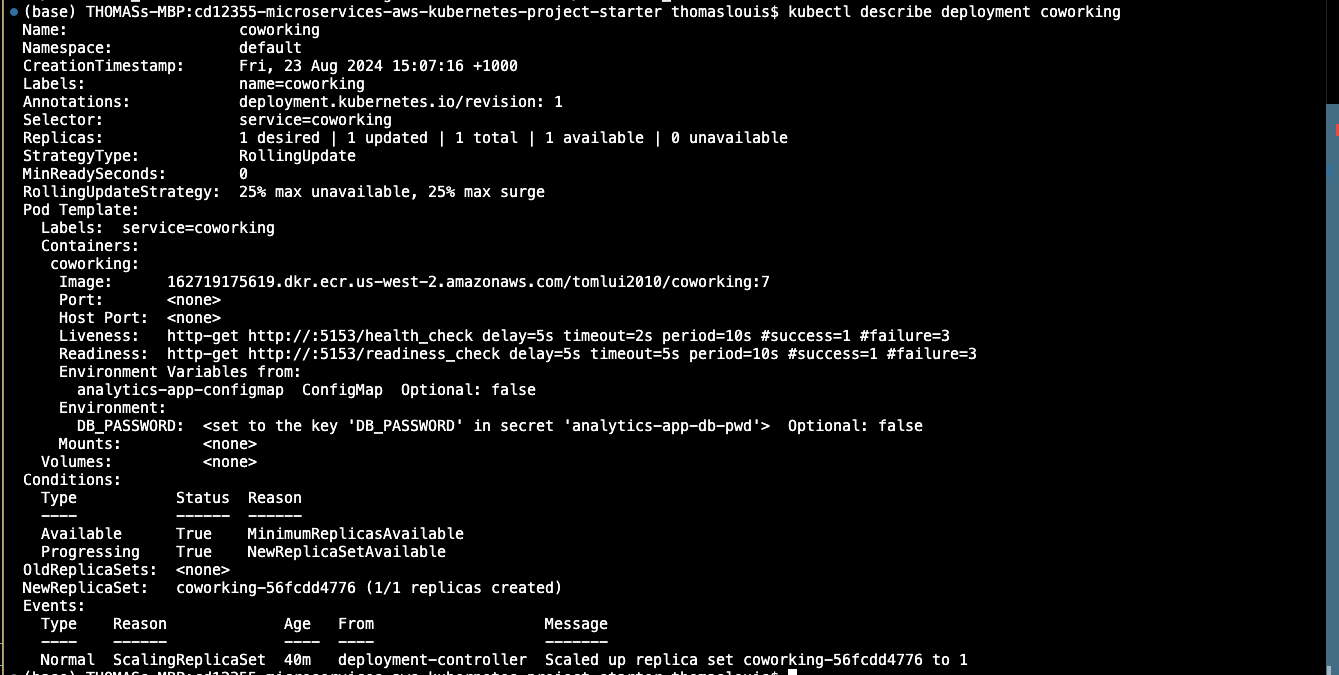 (base) THOMASs-MBP:cd12355-microservices-aws-kubernetes-project-starter thomaslouis$ kubectl describe deployment coworking
Name:                   coworking
Namespace:              default
CreationTimestamp:      Fri, 23 Aug 2024 15:07:16 +1000
Labels:                 name=coworking
Annotations:            deployment.kubernetes.io/revision: 1
Selector:               service=coworking
Replicas:               1 desired | 1 updated | 1 total | 1 available | 0 unavailable
StrategyType:           RollingUpdate
MinReadySeconds:        0
RollingUpdateStrategy:  25% max unavailable, 25% max surge
Pod Template:
  Labels:  service=coworking
  Containers:
   coworking:
    Image:      162719175619.dkr.ecr.us-west-2.amazonaws.com/tomlui2010/coworking:7
    Port:       <none>
    Host Port:  <none>
    Liveness:   http-get http://:5153/health_check delay=5s timeout=2s period=10s #success=1 #failure=3
    Readiness:  http-get http://:5153/readiness_check delay=5s timeout=5s period=10s #success=1 #failure=3
    Environment Variables from:
      analytics-app-configmap  ConfigMap  Optional: false
    Environment:
      DB_PASSWORD:  <set to the key 'DB_PASSWORD' in secret 'analytics-app-db-pwd'>  Optional: false
    Mounts:         <none>
  Volumes:          <none>
Conditions:
  Type           Status  Reason
  ----           ------  ------
  Available      True    MinimumReplicasAvailable
  Progressing    True    NewReplicaSetAvailable
OldReplicaSets:  <none>
NewReplicaSet:   coworking-56fcdd4776 (1/1 replicas created)
Events:
  Type    Reason             Age   From                   Message
  ----    ------             ----  ----                   -------
  Normal  ScalingReplicaSet  40m   deployment-controller  Scaled up replica set coworking-56fcdd4776 to 1
(base) THOMASs-MBP:cd12355-microservices-aws-kubernetes-project-starter thomaslouis$